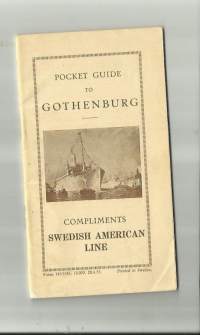 POCKET GUIDE
TO
GOTHENBURG
COMPLIMENTS
SWEDISH AMERICAN
LINE
Printed in Sweden.